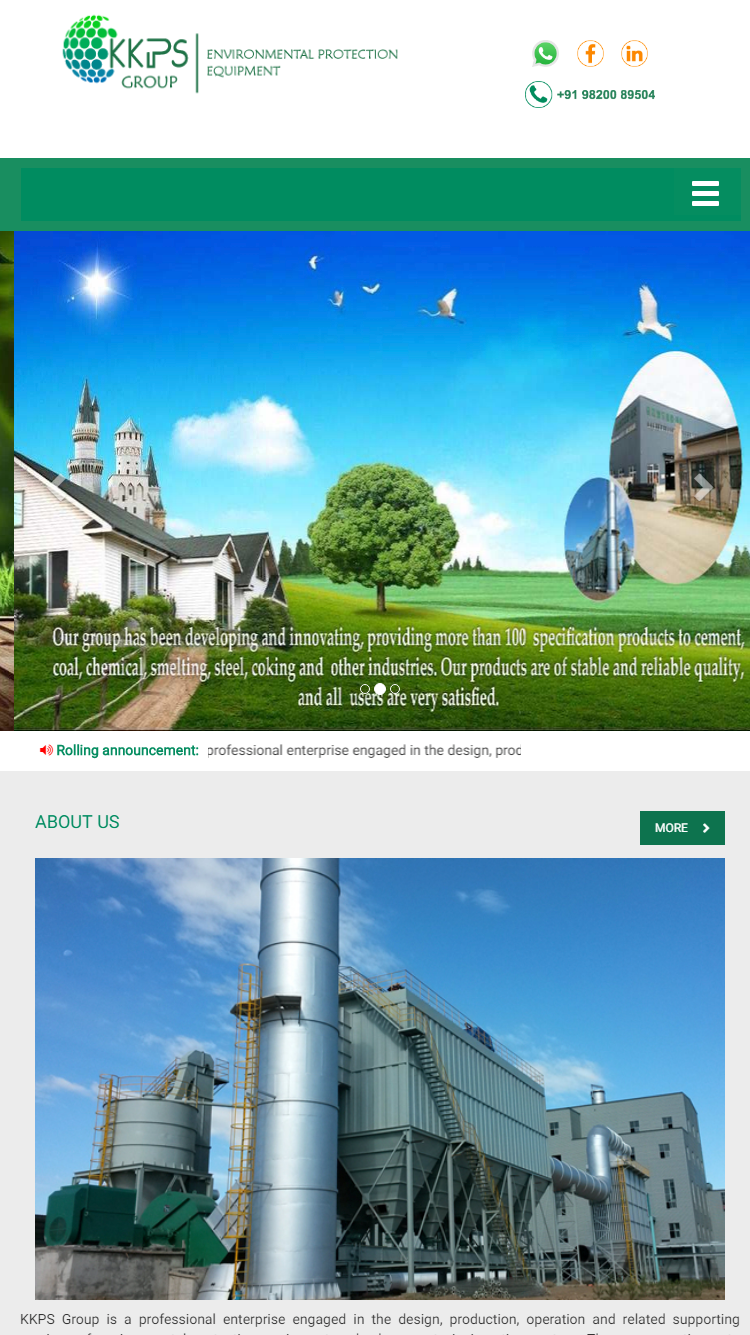 KKPS
GROUP
ENVIRONMENTAL PROTECTION
EQUIPMENT
+91 98200 89504
Our group has been developing and innovating, providing more than 100 specification products to cement,
coal, chemical, smelting, steel, coking and other industries. Our products are of stable and reliable quality,
and all users are very satisfied.
Rolling announcement: professional enterprise engaged in the design,
ABOUT US
MORE
KKPS Group is a professional enterprise engaged in the design, production, operation and related supporting